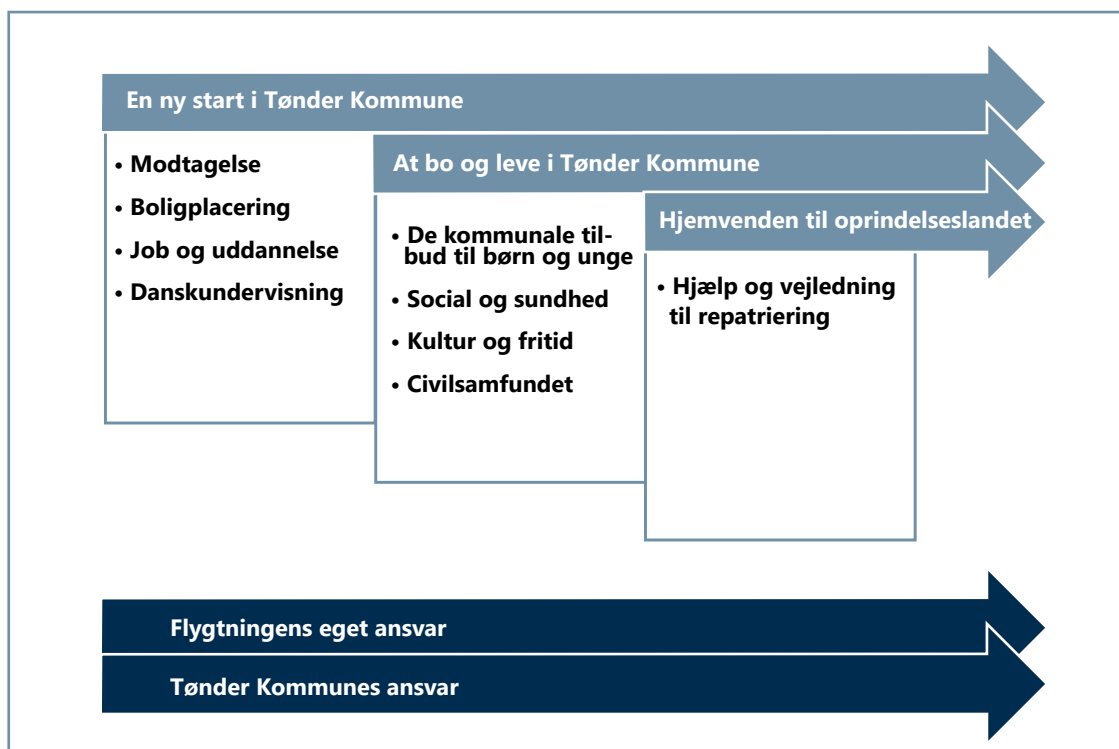 En ny start i Tønder Kommune
• Modtagelse
• Boligplacering
• Job og uddannelse
• Danskundervisning
At bo og leve i Tønder Kommune
• De kommunale til-
bud til børn og unge
• Social og sundhed
• Kultur og fritid
• Civilsamfundet
Hjemvenden til oprindelseslandet
• Hjælp og vejledning
til repatriering
Flygtningens eget ansvar
Tønder Kommunes ansvar